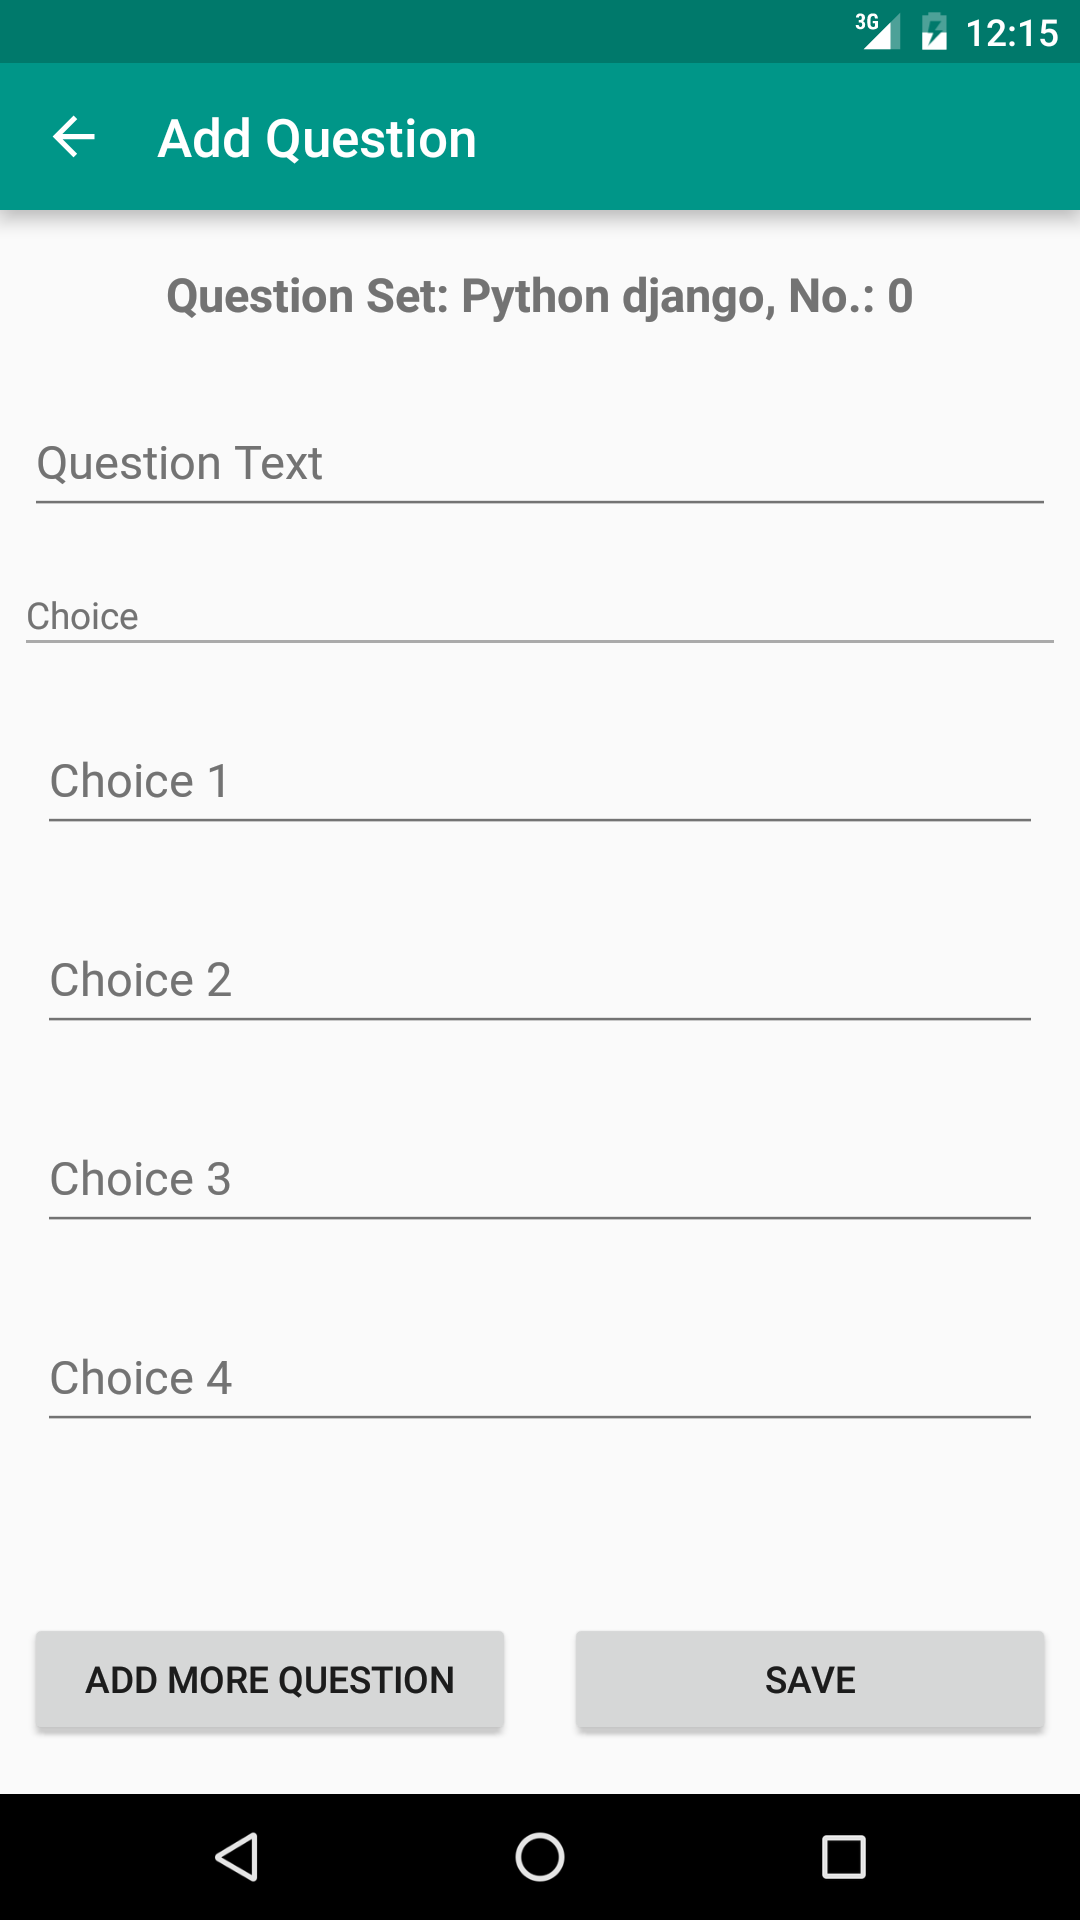 3G 12:15
Add Question
Question Set: Python django, No.: 0
Question Text
Choice
Choice 1
Choice 2
Choice 3
Choice 4
ADD MORE QUESTION SAVE